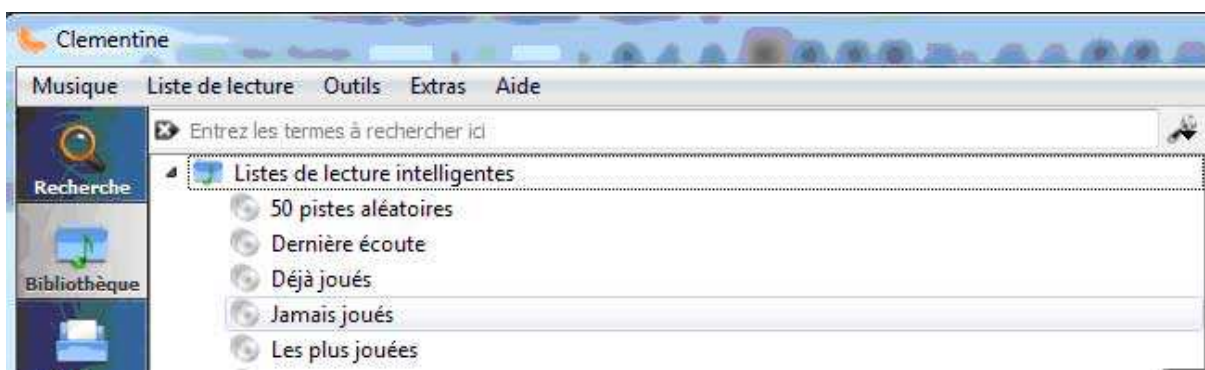 Clementine
Musique Liste de lecture Outils Extras Aide
Entrez les termes à rechercher ici
Recherche
Listes de lecture intelligentes
50 pistes aléatoires
Dernière écoute
Bibliothèque
Déjà joués
Jamais joués
Les plus jouées